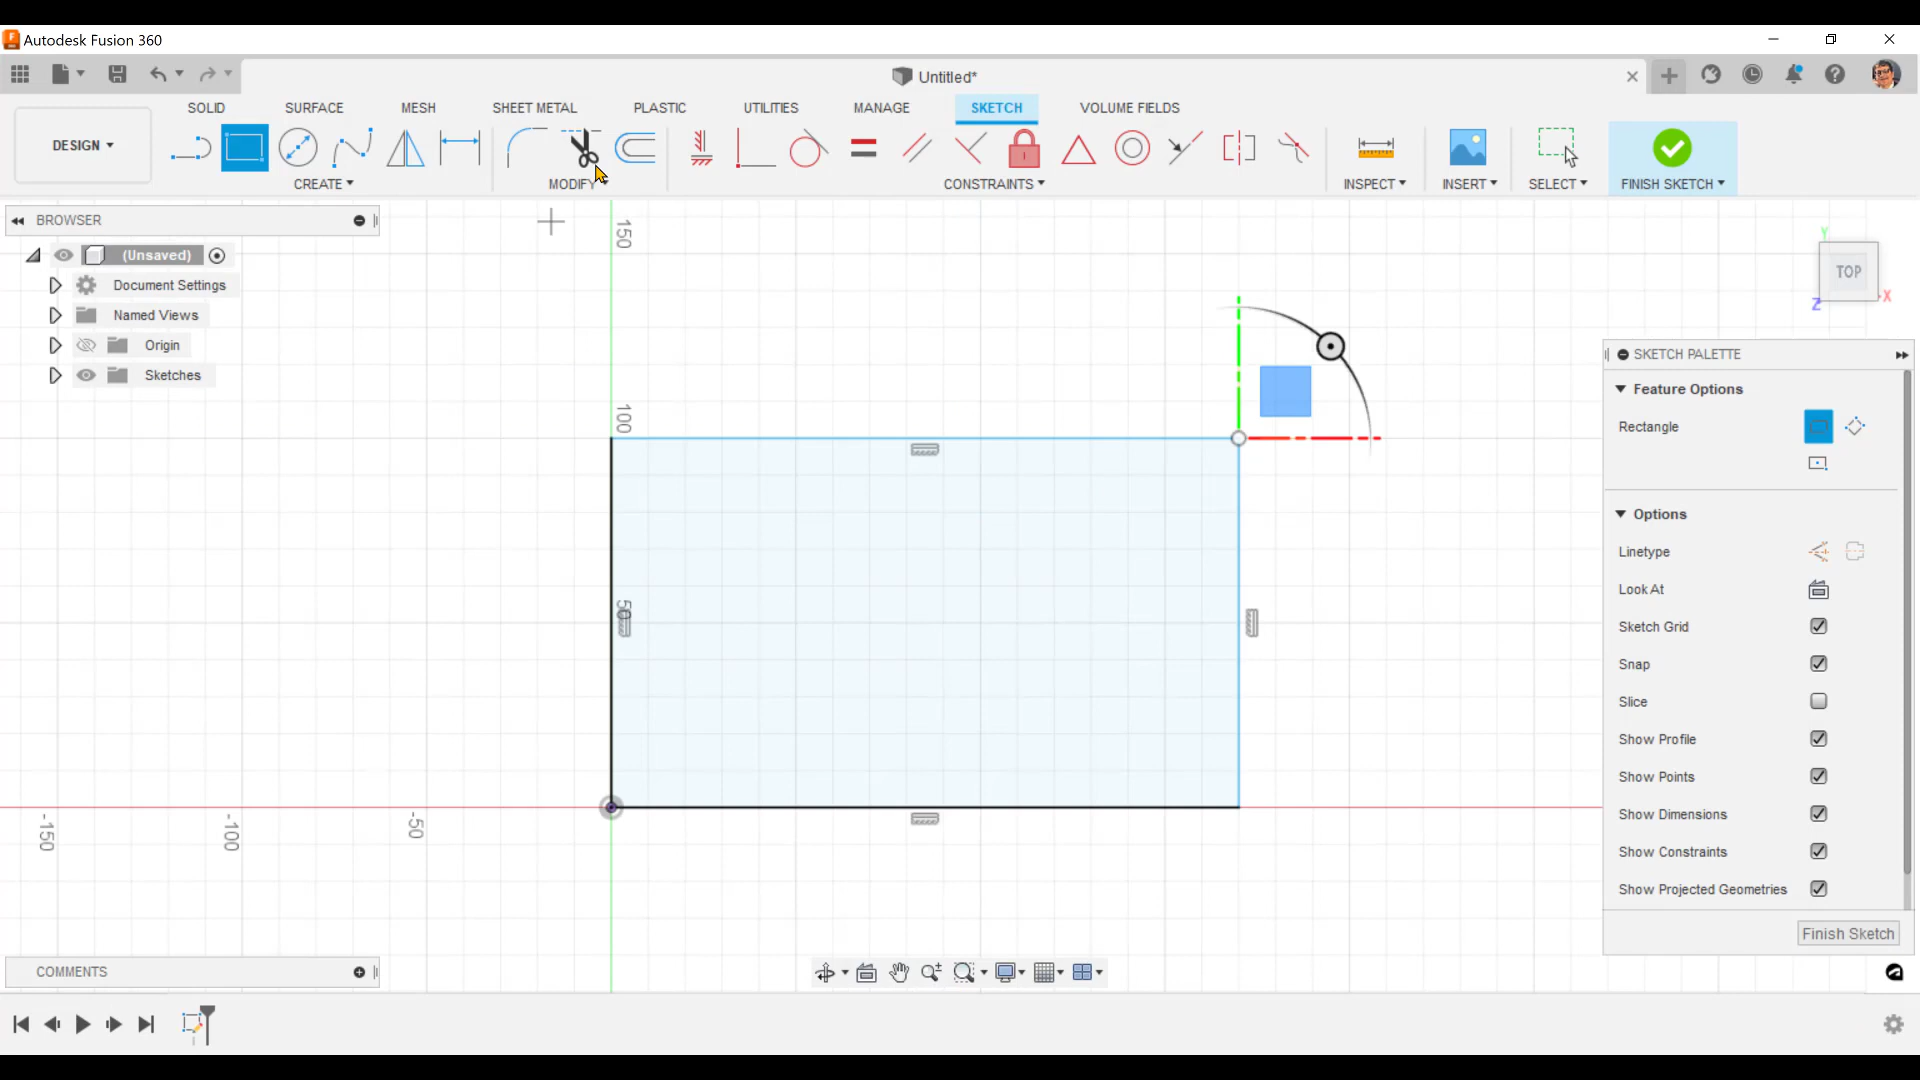 Autodesk Fusion 360
Untitled*
SOLID SURFACE MESH SHEET METAL PLASTIC UTILITIES MANAGE SKETCH VOLUME FIELDS
DESIGN
CREATE MODIFY CONSTRAINTS INSPECT INSERT SELECT FINISH SKETCH
BROWSER
(Unsaved)
Document Settings
Named Views
Origin
Sketches
150
100
50
-150
-100
-50
TOP
Y
X
Z
SKETCH PALETTE
Feature Options
Rectangle
Options
Linetype
Look At
Sketch Grid
Snap
Slice
Show Profile
Show Points
Show Dimensions
Show Constraints
Show Projected Geometries
Finish Sketch
COMMENTS